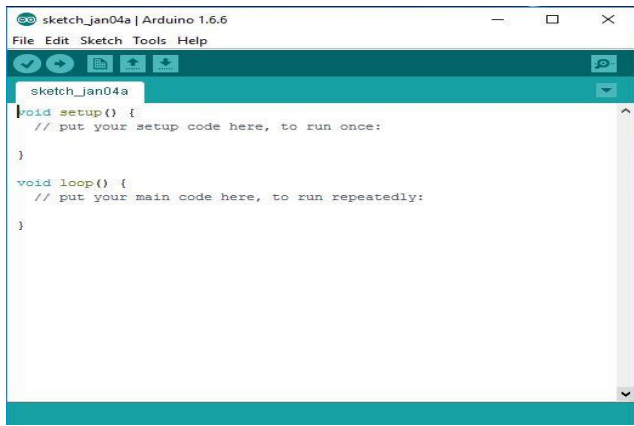 sketch_jan04a | Arduino 1.6.6
File Edit Sketch Tools Help
sketch_jan04a
void setup() {
  // put your setup code here, to run once:

}

void loop() {
  // put your main code here, to run repeatedly:

}